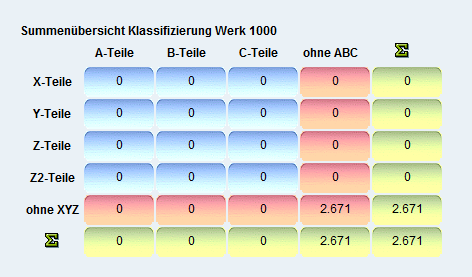 Summenübersicht Klassifizierung Werk 1000
A-Teile B-Teile C-Teile ohne ABC Σ
X-Teile 0 0 0 0 0
Y-Teile 0 0 0 0 0
Z-Teile 0 0 0 0 0
Z2-Teile 0 0 0 0 0
ohne XYZ 0 0 0 2.671 2.671
Σ 0 0 0 2.671 2.671